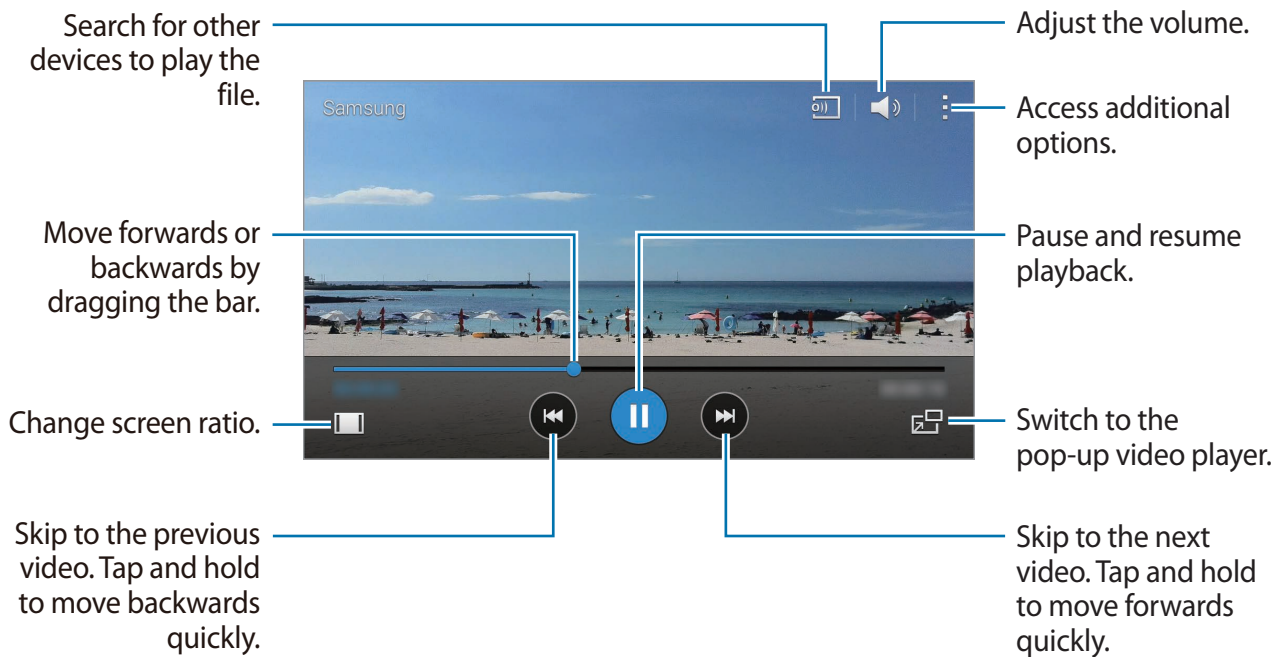 Search for other
devices to play the
file.
Adjust the volume.
Samsung
Access additional
options.
Move forwards or
backwards by
dragging the bar.
Pause and resume
playback.
Change screen ratio.
Switch to the
pop-up video player.
Skip to the previous
video. Tap and hold
to move backwards
quickly.
Skip to the next
video. Tap and hold
to move forwards
quickly.